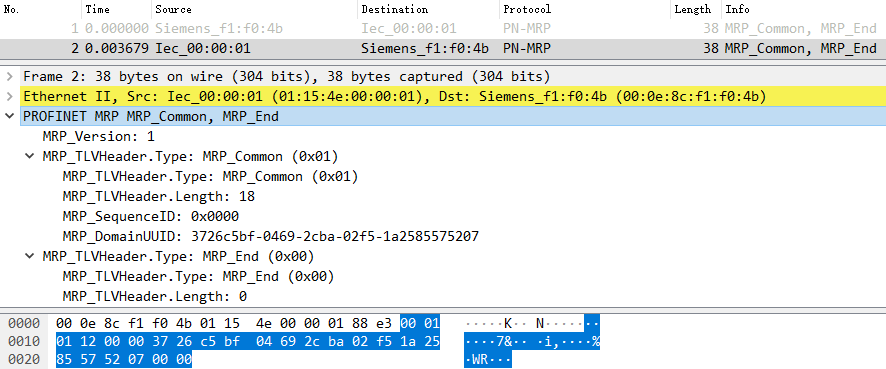 No. Time Source Destination Protocol Length Info
1 0.000000 Siemens_f1:f0:4b Iec_00:00:01 PN-MRP 38 MRP_Common, MRP_End
2 0.003679 Iec_00:00:01 Siemens_f1:f0:4b PN-MRP 38 MRP_Common, MRP_End
Frame 2: 38 bytes on wire (304 bits), 38 bytes captured (304 bits)
Ethernet II, Src: Iec_00:00:01 (01:15:4e:00:00:01), Dst: Siemens_f1:f0:4b (00:0e:8c:f1:f0:4b)
PROFINET MRP MRP_Common, MRP_End
MRP_Version: 1
MRP_TLVHeader.Type: MRP_Common (0x01)
MRP_TLVHeader.Type: MRP_Common (0x01)
MRP_TLVHeader.Length: 18
MRP_SequenceID: 0x0000
MRP_DomainUUID: 3726c5bf-0469-2cba-02f5-1a2585575207
MRP_TLVHeader.Type: MRP_End (0x00)
MRP_TLVHeader.Type: MRP_End (0x00)
MRP_TLVHeader.Length: 0
0000 00 0e 8c f1 f0 4b 01 15 4e 00 00 01 88 e3 00 01 ·····K·· N·······
0010 01 12 00 00 37 26 c5 bf 04 69 2c ba 02 f5 1a 25 ····7&·· ·i,····%
0020 85 57 52 07 00 00 ·WR···